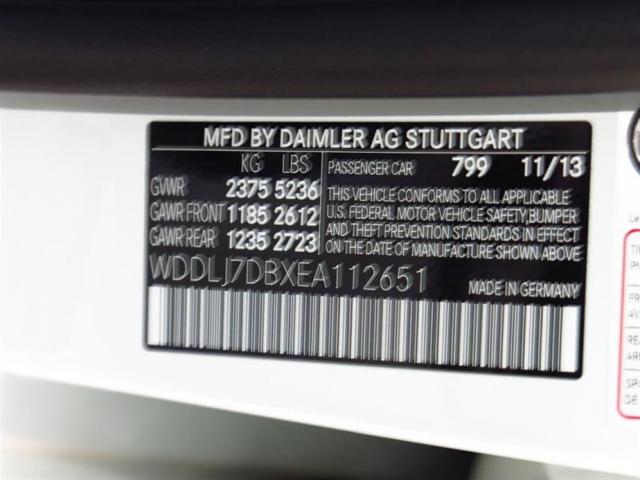 MFD BY DAIMLER AG STUTTGART
KG LBS
GVWR 2375 5236
GAWR FRONT 1185 2612
GAWR REAR 1235 2723
PASSENGER CAR 799 11/13
THIS VEHICLE CONFORMS TO ALL APPLICABLE
U.S. FEDERAL MOTOR VEHICLE SAFETY, BUMPER
AND THEFT PREVENTION STANDARDS IN EFFECT
ON THE DATE OF MANUFACTURE SHOWN ABOVE
WDDLJ7DBXEA112651
MADE IN GERMANY
Le